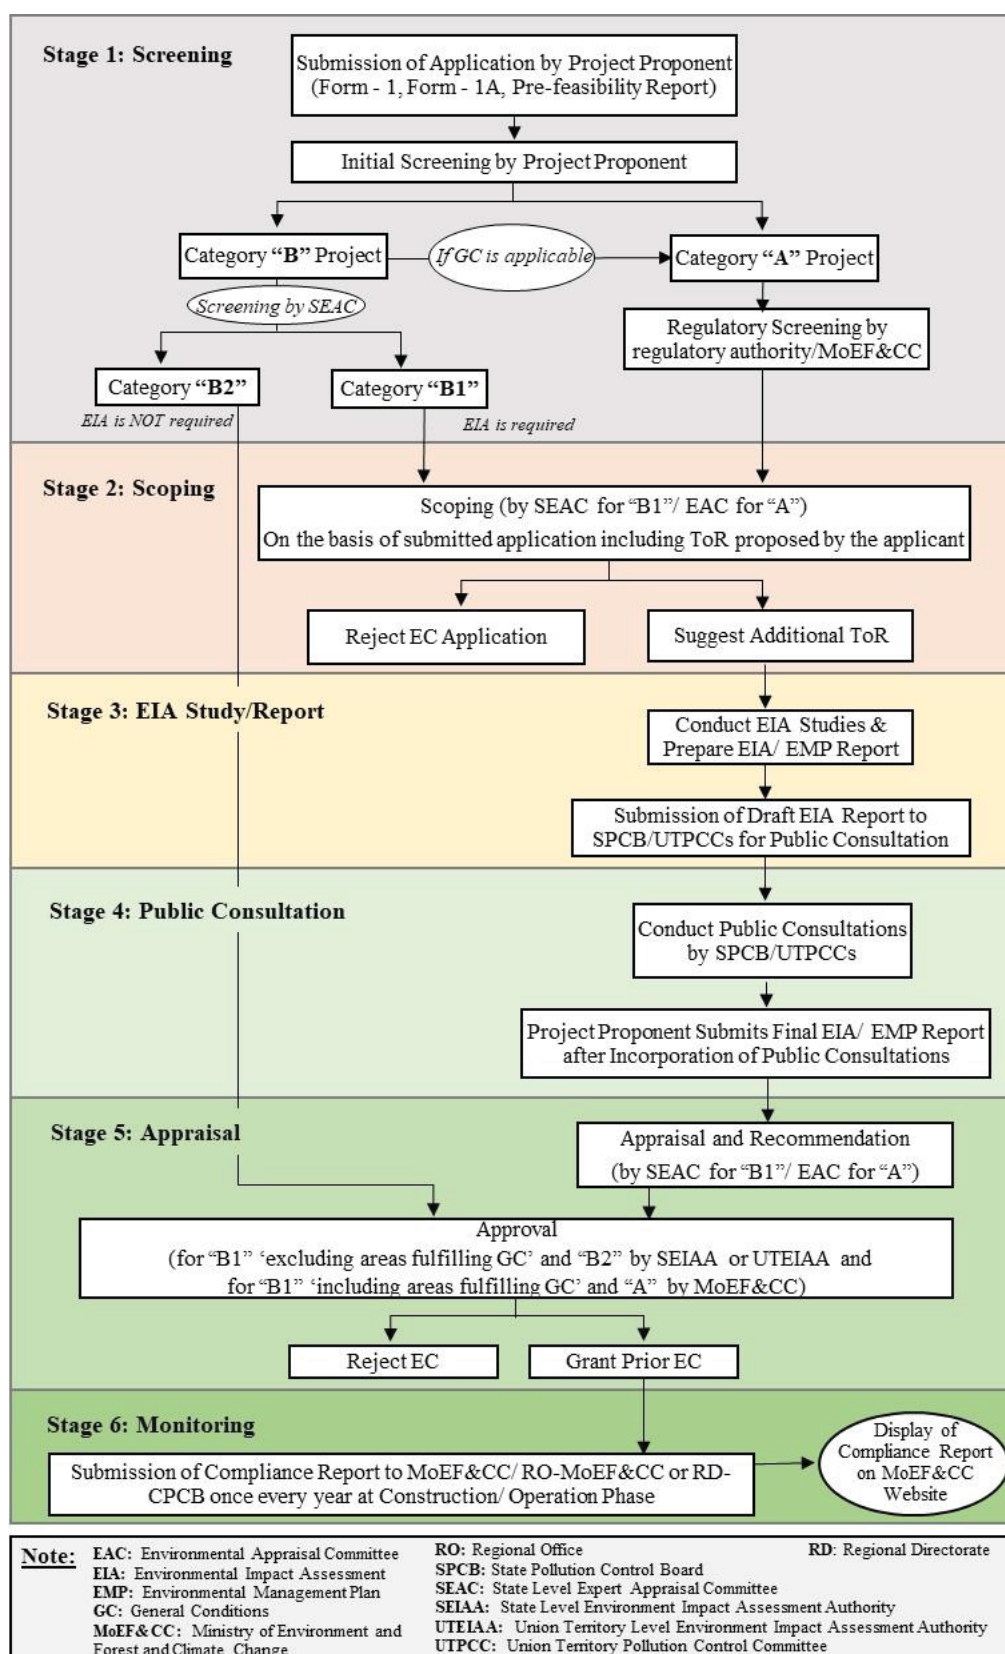 Stage 1: Screening
Submission of Application by Project Proponent
(Form - 1, Form - 1A, Pre-feasibility Report)
Initial Screening by Project Proponent
Category “B” Project
If GC is applicable
Category “A” Project
Screening by SEAC
Regulatory Screening by
regulatory authority/MoEF&CC
Category “B2”
Category “B1”
EIA is NOT required
EIA is required
Stage 2: Scoping
Scoping (by SEAC for “B1”/ EAC for “A”)
On the basis of submitted application including ToR proposed by the applicant
Reject EC Application
Suggest Additional ToR
Stage 3: EIA Study/Report
Conduct EIA Studies &
Prepare EIA/ EMP Report
Submission of Draft EIA Report to
SPCB/UTPCCs for Public Consultation
Stage 4: Public Consultation
Conduct Public Consultations
by SPCB/UTPCCs
Project Proponent Submits Final EIA/ EMP Report
after Incorporation of Public Consultations
Stage 5: Appraisal
Appraisal and Recommendation
(by SEAC for “B1”/ EAC for “A”)
Approval
(for “B1” ‘excluding areas fulfilling GC’ and “B2” by SEIAA or UTEIAA and
for “B1” ‘including areas fulfilling GC’ and “A” by MoEF&CC)
Reject EC
Grant Prior EC
Stage 6: Monitoring
Submission of Compliance Report to MoEF&CC/ RO-MoEF&CC or RD-
CPCB once every year at Construction/ Operation Phase
Display of
Compliance Report
on MoEF&CC
Website
Note:
EAC: Environmental Appraisal Committee
EIA: Environmental Impact Assessment
EMP: Environmental Management Plan
GC: General Conditions
MoEF&CC: Ministry of Environment and
Forest and Climate Change
RO: Regional Office
RD: Regional Directorate
SPCB: State Pollution Control Board
SEAC: State Level Expert Appraisal Committee
SEIAA: State Level Environment Impact Assessment Authority
UTEIAA: Union Territory Level Environment Impact Assessment Authority
UTPCC: Union Territory Pollution Control Committee